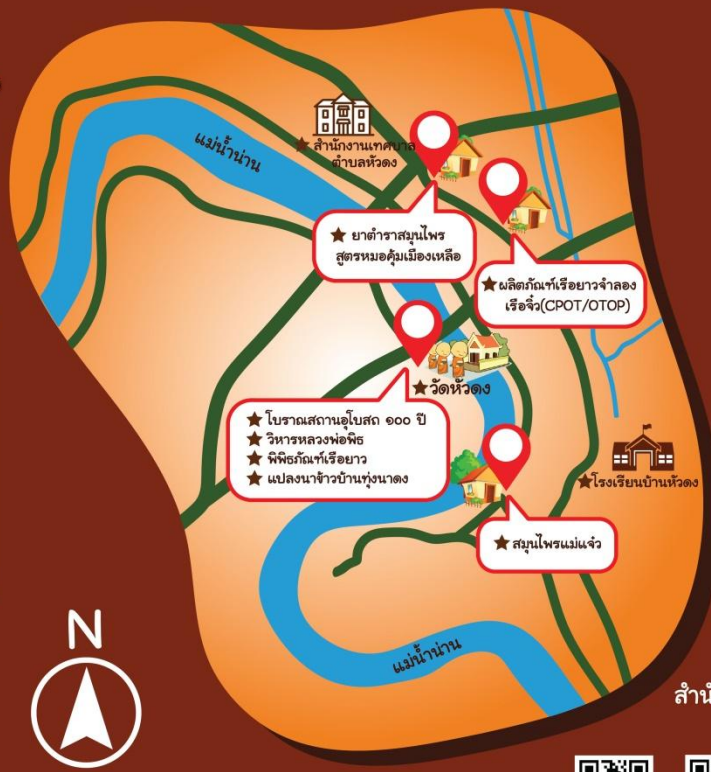 แม่น้ำน่าน
★ สำนักงานเทศบาล
ตำบลหัวดง
★ ยาตำราสมุนไพร
สูตรหมอคุ้มเมืองเหลือ
★ ผลิตภัณฑ์เรือยาวจำลอง
เรือจิ๋ว(CPOT/OTOP)
★ วัดหัวดง
★ โบราณสถานอุโบสถ ๑๐๐ ปี
★ วิหารหลวงพ่อพิธ
★ พิพิธภัณฑ์เรือยาว
★ แปลงนาข้าวบ้านทุ่งนาดง
★ โรงเรียนบ้านหัวดง
★ สมุนไพรแม่แจ๋ว
แม่น้ำน่าน
N
สำนั